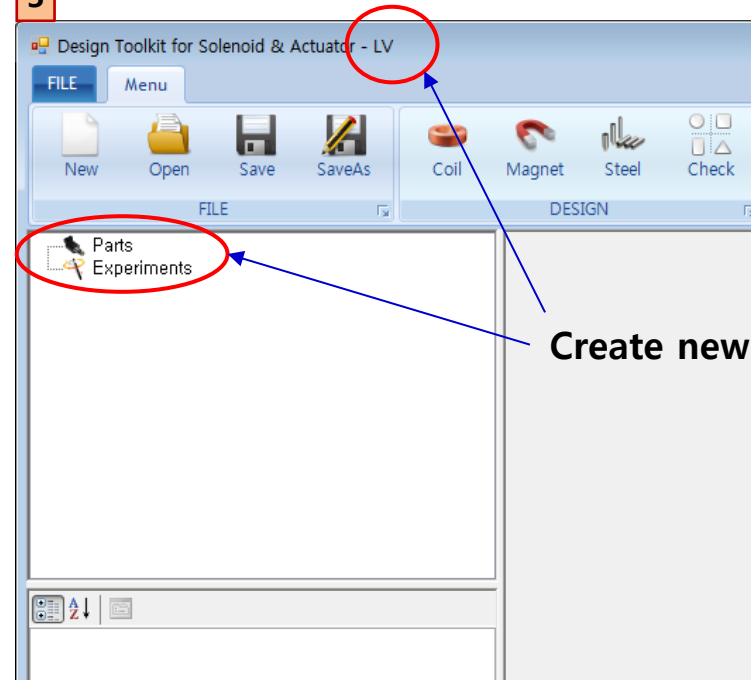 Design Toolkit for Solenoid & Actuator - LV
FILE Menu
New Open Save SaveAs Coil Magnet Steel Check
FILE DESIGN
Parts
Experiments
Create new